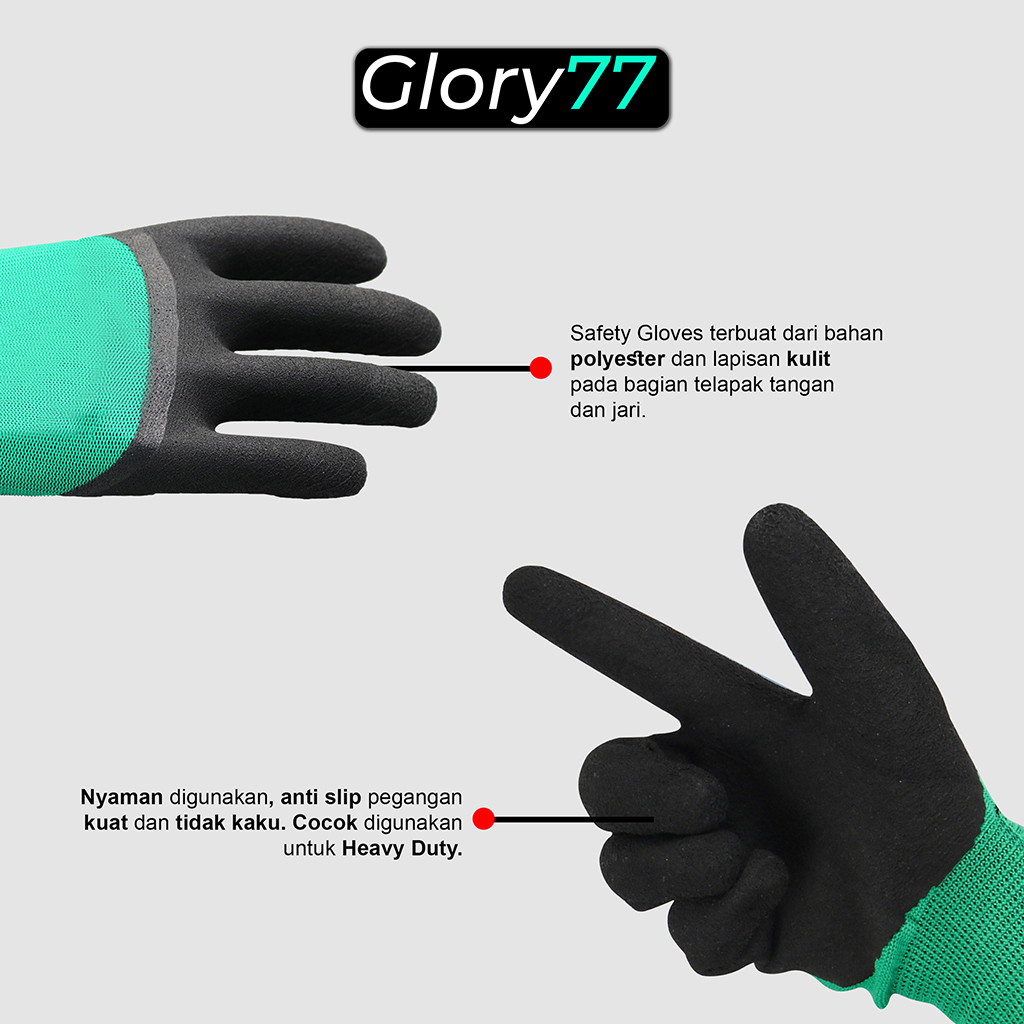 Glory77
Safety Gloves terbuat dari bahan
polyester dan lapisan kulit
pada bagian telapak tangan
dan jari.
Nyaman digunakan, anti slip pegangan
kuat dan tidak kaku. Cocok digunakan
untuk Heavy Duty.